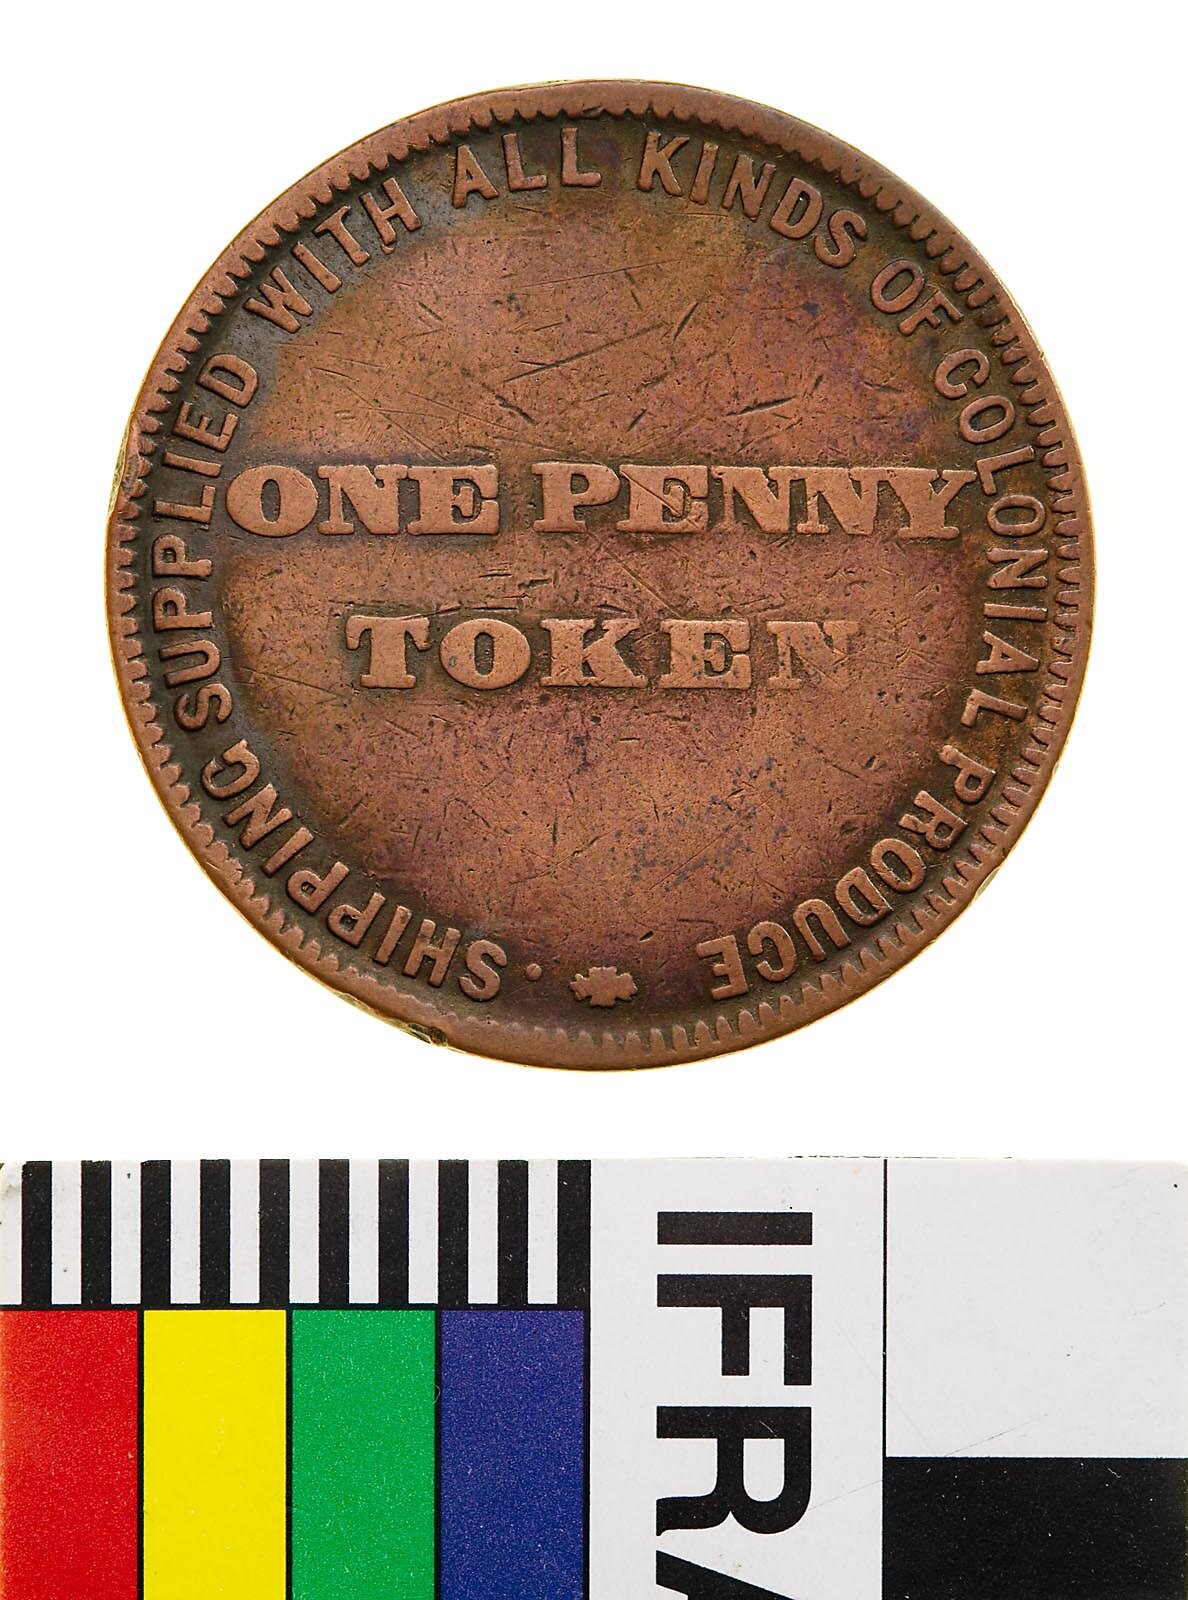 SHIPPING SUPPLIED WITH ALL KINDS OF COLONIAL PRODUCE
ONE PENNY
TOKEN
IFRA